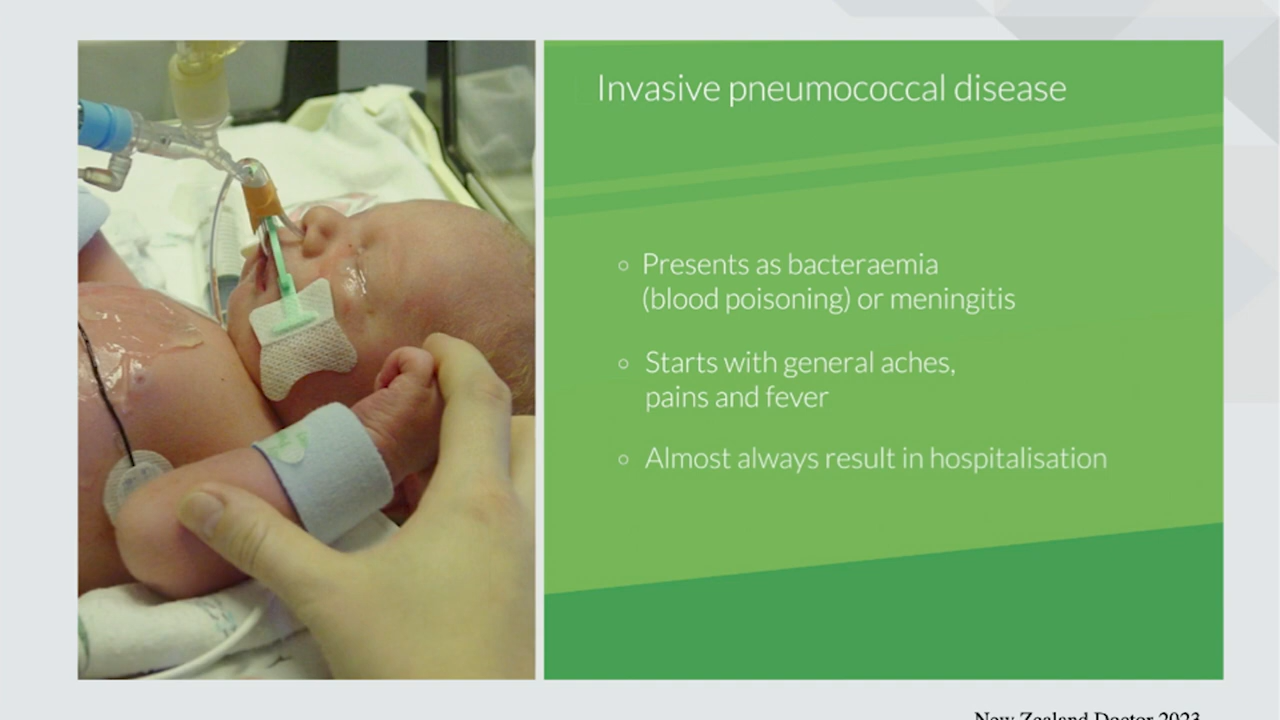 Invasive pneumococcal disease
◦ Presents as bacteraemia
(blood poisoning) or meningitis
◦ Starts with general aches,
pains and fever
◦ Almost always result in hospitalisation
New Zealand Doctor 2023